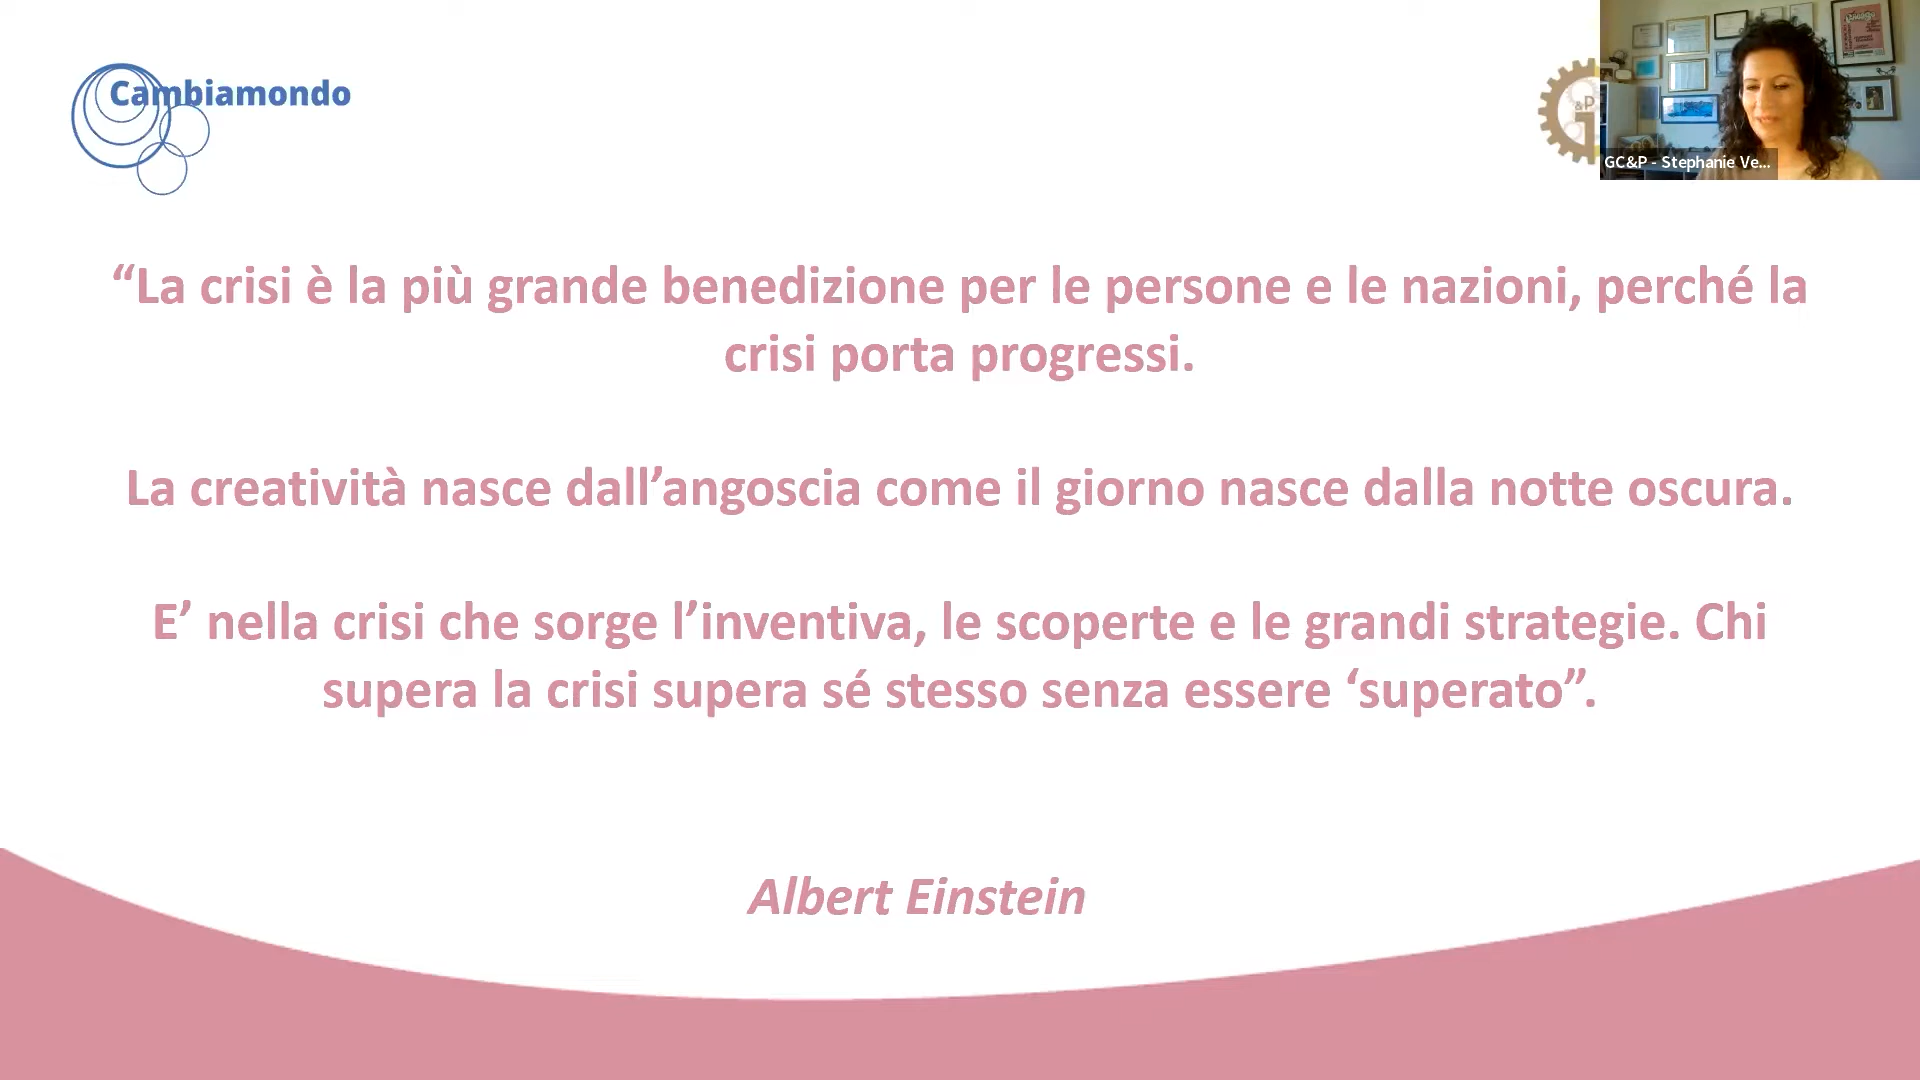 Cambiamondo
&P
GC&P - Stephanie Ve...
“La crisi è la più grande benedizione per le persone e le nazioni, perché la
crisi porta progressi.
La creatività nasce dall’angoscia come il giorno nasce dalla notte oscura.
E’ nella crisi che sorge l’inventiva, le scoperte e le grandi strategie. Chi
supera la crisi supera sé stesso senza essere ‘superato”.
Albert Einstein